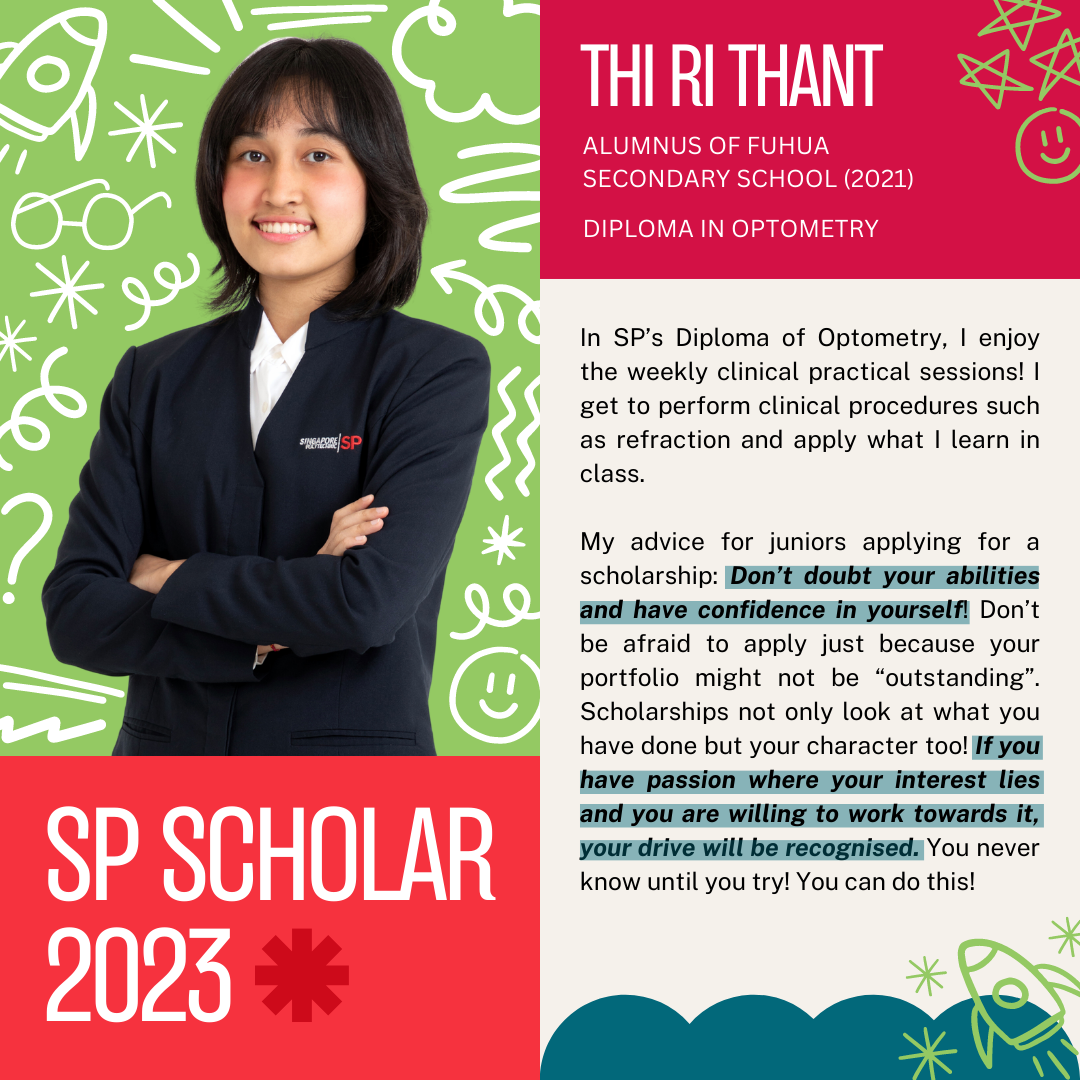 THI RI THANT
ALUMNUS OF FUHUA
SECONDARY SCHOOL (2021)
DIPLOMA IN OPTOMETRY
In SP’s Diploma of Optometry, I enjoy
the weekly clinical practical sessions! I
get to perform clinical procedures such
as refraction and apply what I learn in
class.
My advice for juniors applying for a
scholarship: Don’t doubt your abilities
and have confidence in yourself! Don’t
be afraid to apply just because your
portfolio might not be “outstanding”.
Scholarships not only look at what you
have done but your character too! If you
have passion where your interest lies
and you are willing to work towards it,
your drive will be recognised. You never
know until you try! You can do this!
SINGAPORE
POLYTECHNIC
SP
SP SCHOLAR
2023